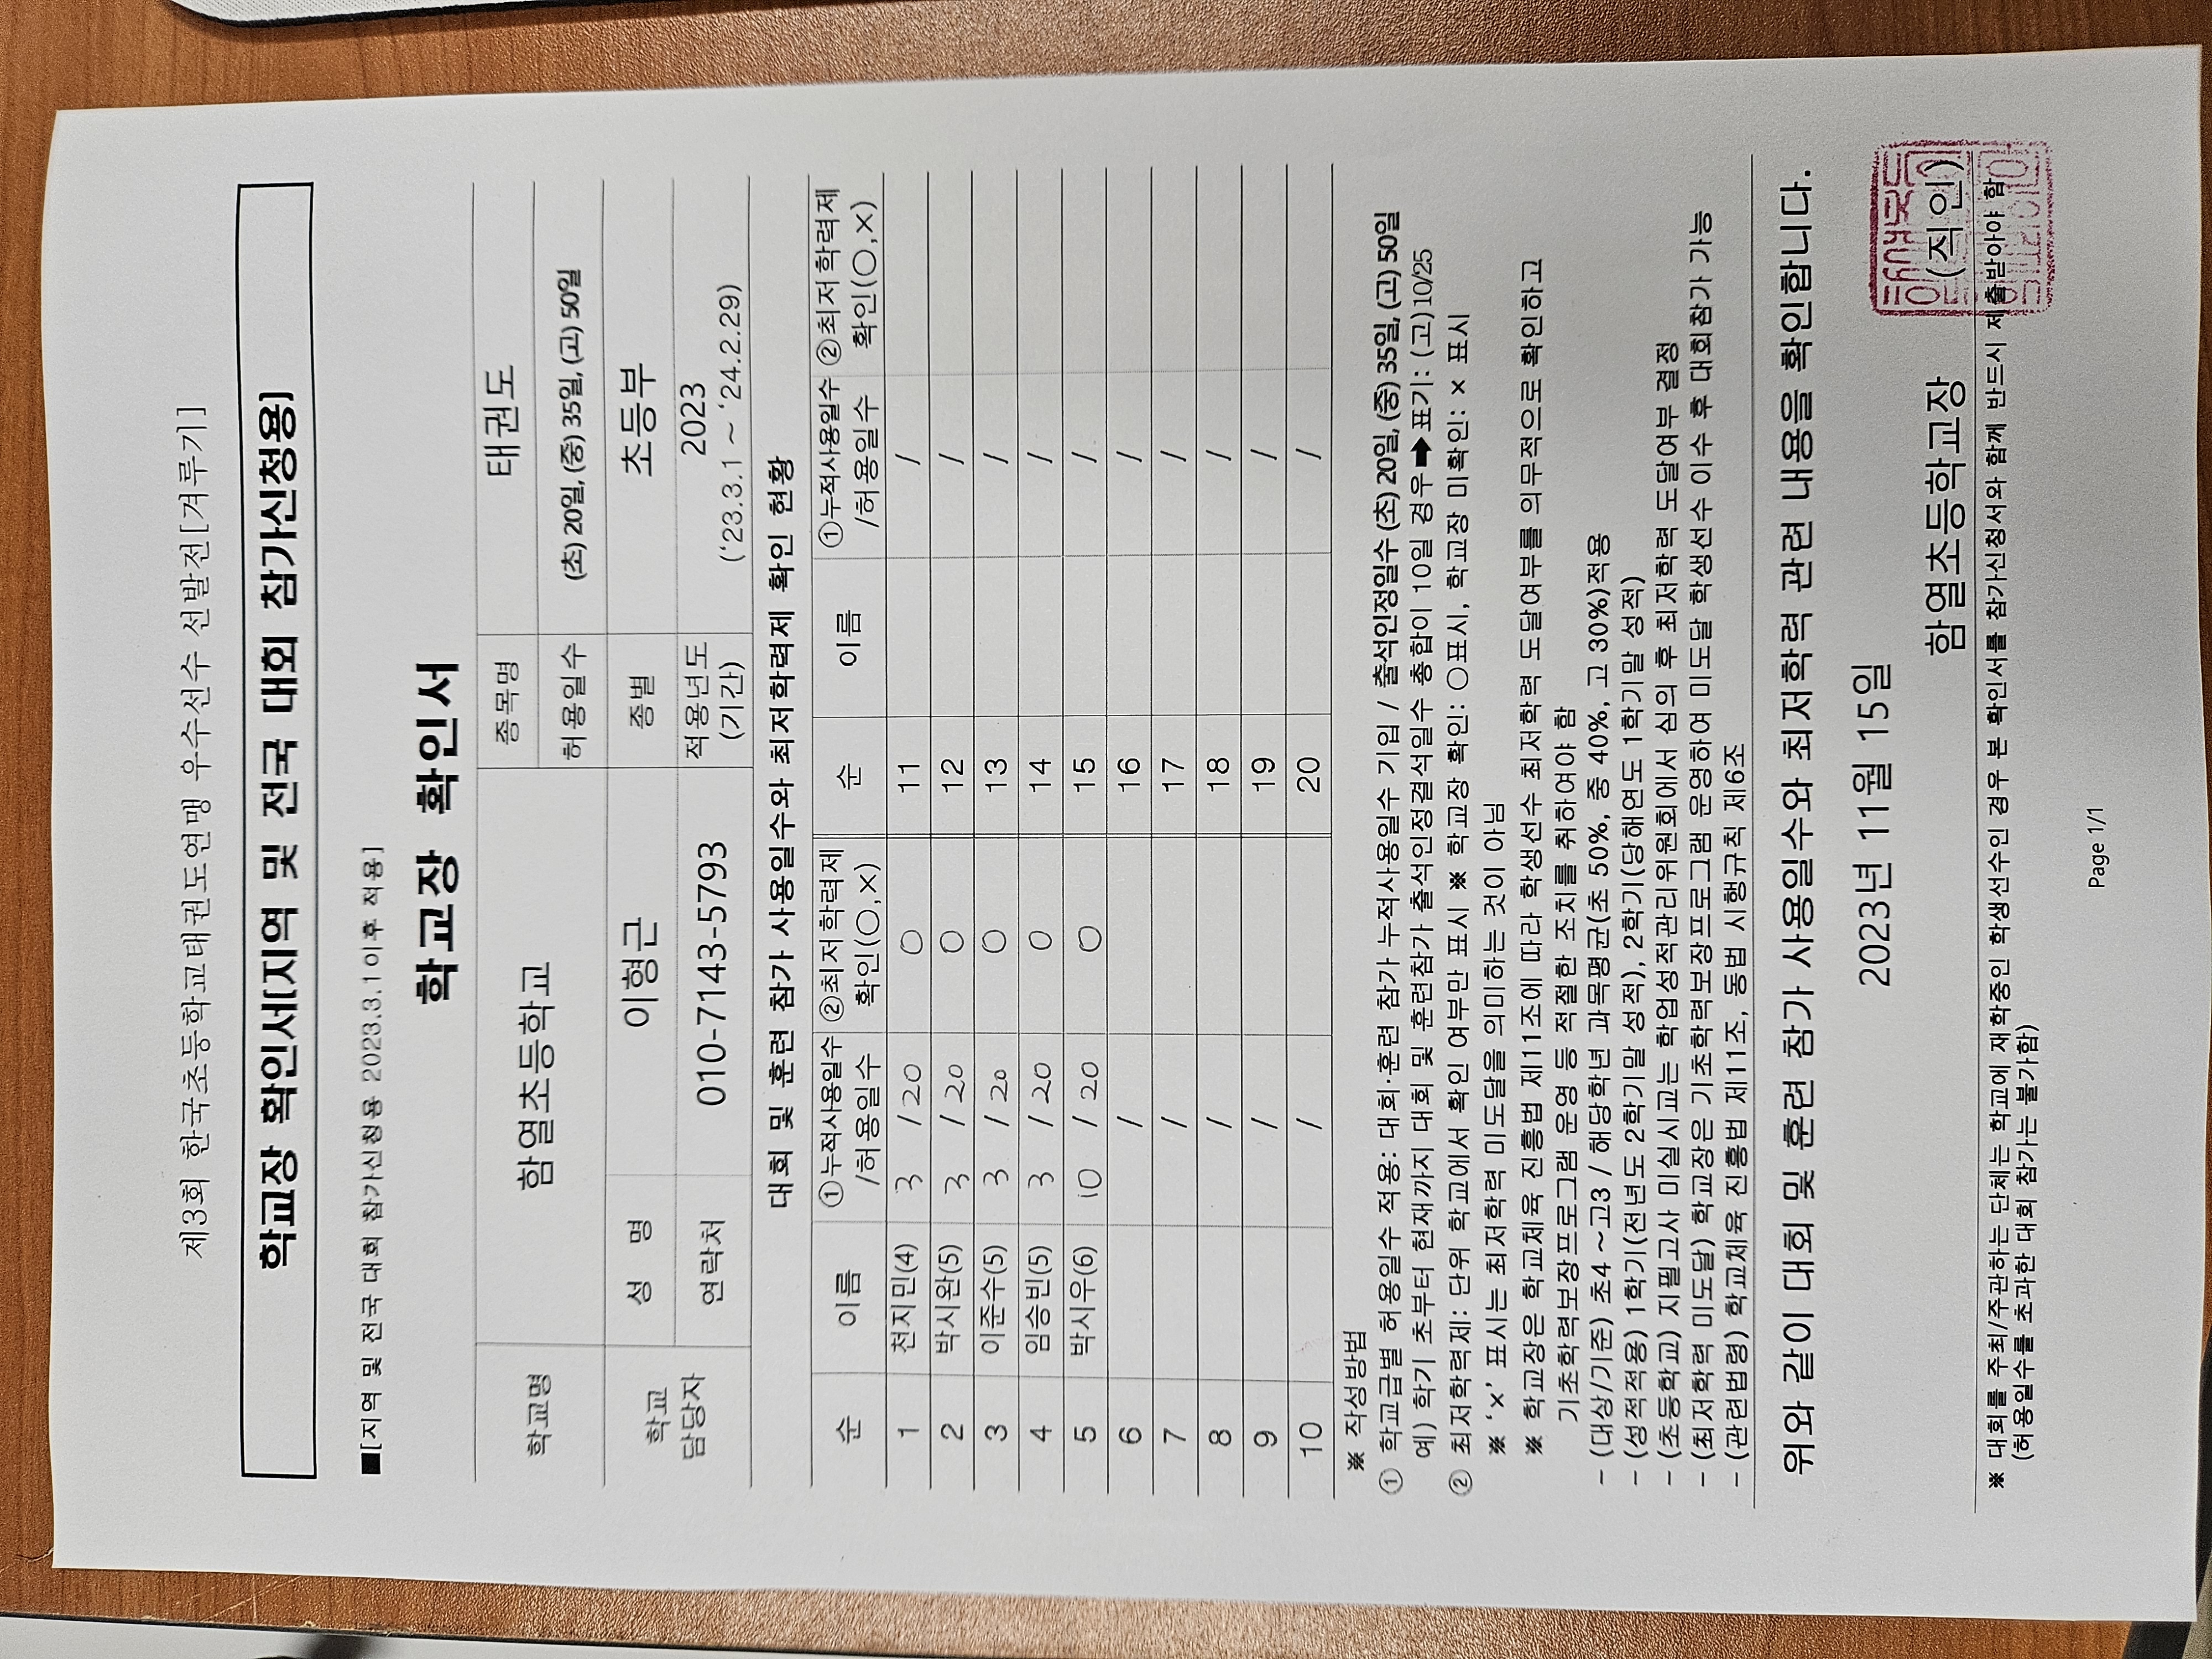 제3회 한국초등학교태권도연맹 우수선수 선발전[겨루기]
학교장 확인서[지역 및 전국 대회 참가신청용]
■[지역 및 전국 대회 참가신청용 2023.3.1이후 적용]
학교장 확인서
학교명 함열초등학교 종목명 태권도
허용일수 (초) 20일, (중) 35일, (고) 50일
학교 담당자 성 명 이형근 종별 초등부
연락처 010-7143-5793 적용년도 (기간) 2023 ('23.3.1 ~ '24.2.29)
대회 및 훈련 참가 사용일수와 최저학력제 확인 현황
순 이름 ①누적사용일수 /허용일수 ②최저학력제 확인(○,×) 순 이름 ①누적사용일수 /허용일수 ②최저학력제 확인(○,×)
1 천지민(4) 3 / 20 ○ 11 /
2 박시완(5) 3 / 20 ○ 12 /
3 이준수(5) 3 / 20 ○ 13 /
4 임승빈(5) 3 / 20 ○ 14 /
5 박시우(6) 10 / 20 ○ 15 /
6 / 16 /
7 / 17 /
8 / 18 /
9 / 19 /
10 / 20 /
※ 작성방법
① 학교급별 허용일수 적용: 대회·훈련 참가 누적사용일수 기입 / 출석인정일수 (초) 20일, (중) 35일, (고) 50일
예) 학기 초부터 현재까지 대회 및 훈련참가 출석인정결석일수 총합이 10일 경우 ➡ 표기: (고) 10/25
② 최저학력제: 단위 학교에서 확인 여부만 표시 ※ 학교장 확인: ○표시, 학교장 미확인: × 표시
※ '×' 표시는 최저학력 미도달을 의미하는 것이 아님
※ 학교장은 학교체육 진흥법 제11조에 따라 학생선수 최저학력 도달여부를 의무적으로 확인하고
기초학력보장프로그램 운영 등 적절한 조치를 취하여야 함
- (대상/기준) 초4 ~ 고3 / 해당학년 과목평균(초 50%, 중 40%, 고 30%)적용
- (성적적용) 1학기(전년도 2학기말 성적), 2학기(당해연도 1학기말 성적)
- (초등학교) 지필고사 미실시교는 학업성적관리위원회에서 심의 후 최저학력 도달여부 결정
- (최저학력 미도달) 학교장은 기초학력보장프로그램 운영하여 미도달 학생선수 이수 후 대회참가 가능
- (관련법령) 학교체육 진흥법 제11조, 동법 시행규칙 제6조
위와 같이 대회 및 훈련 참가 사용일수와 최저학력 관련 내용을 확인합니다.
2023년 11월 15일
함열초등학교장 (직인)
※ 대회를 주최/주관하는 단체는 학교에 재학중인 학생선수인 경우 본 확인서를 참가신청서와 함께 반드시 제출받아야 함
(허용일수를 초과한 대회 참가는 불가함)
Page 1/1